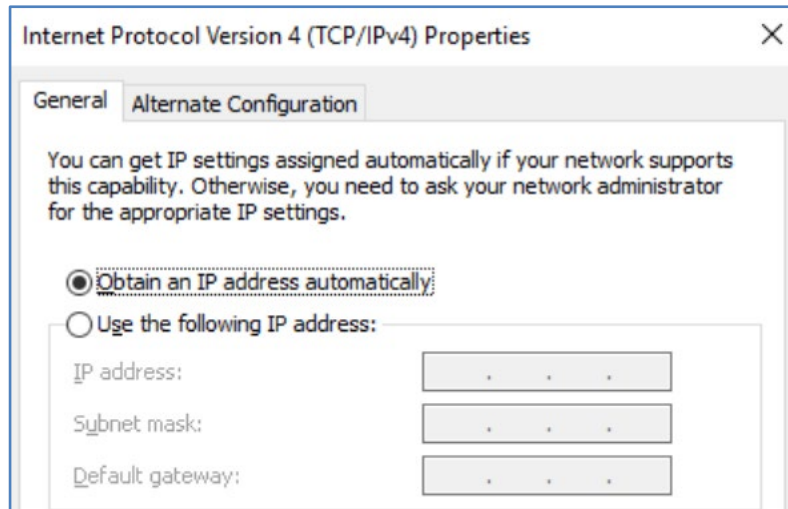 Internet Protocol Version 4 (TCP/IPv4) Properties
General
Alternate Configuration
You can get IP settings assigned automatically if your network supports
this capability. Otherwise, you need to ask your network administrator
for the appropriate IP settings.
Obtain an IP address automatically
Use the following IP address:
IP address:
. . .
Subnet mask:
. . .
Default gateway:
. . .